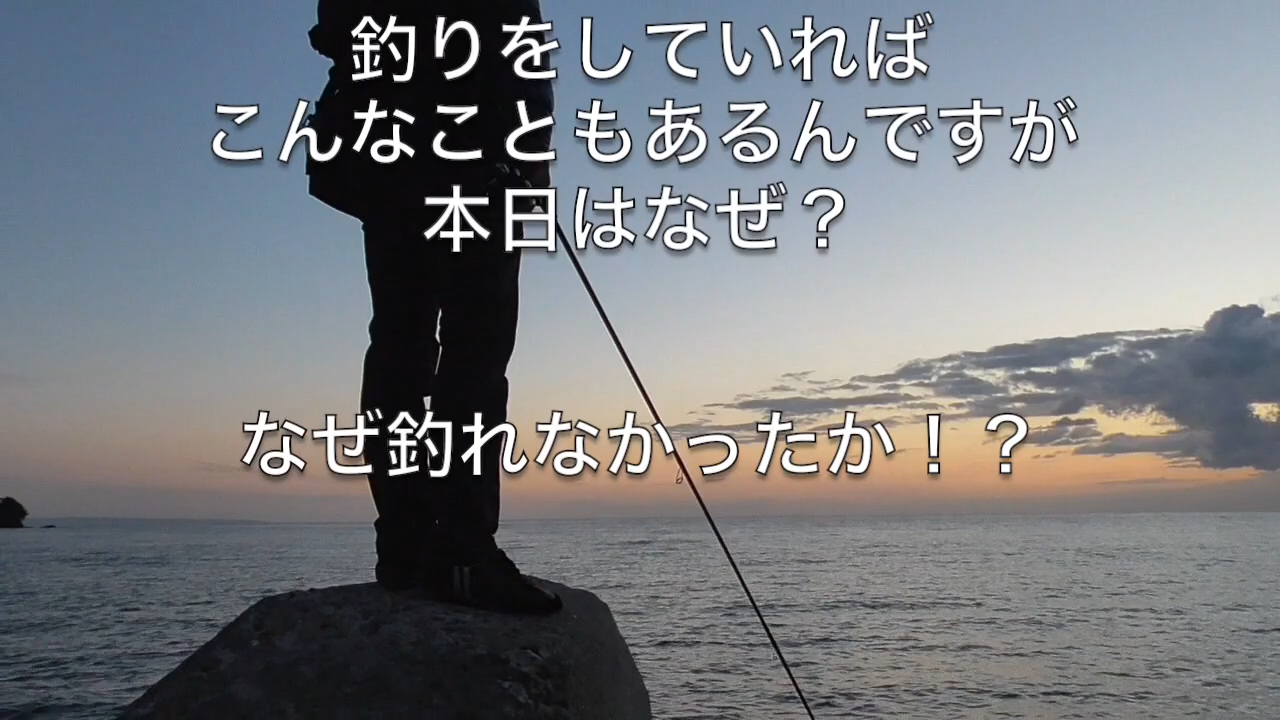 釣りをしていれば
こんなこともあるんですが
本日はなぜ？
なぜ釣れなかったか！？